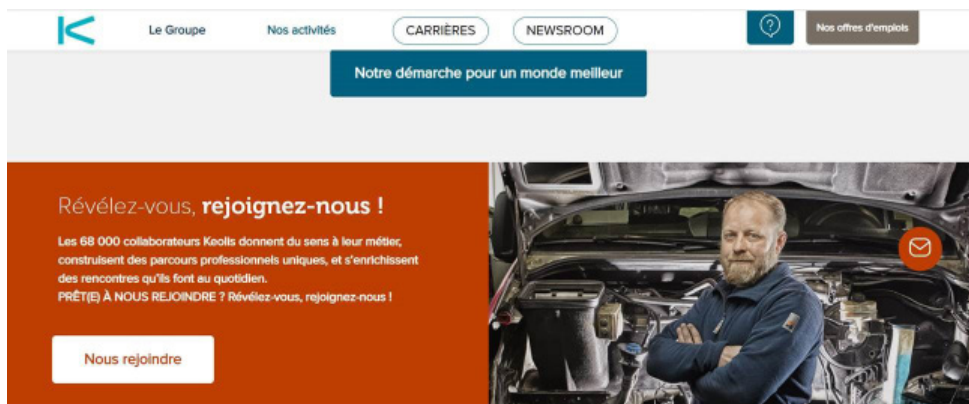 Le Groupe
Nos activités
CARRIÈRES
NEWSROOM
Nos offres d'emplois
Notre démarche pour un monde meilleur
Révélez-vous, rejoignez-nous !
Les 68 000 collaborateurs Keolis donnent du sens à leur métier,
construisent des parcours professionnels uniques, et s'enrichissent
des rencontres qu'ils font au quotidien.
PRÊT(E) À NOUS REJOINDRE ? Révélez-vous, rejoignez-nous !
Nous rejoindre